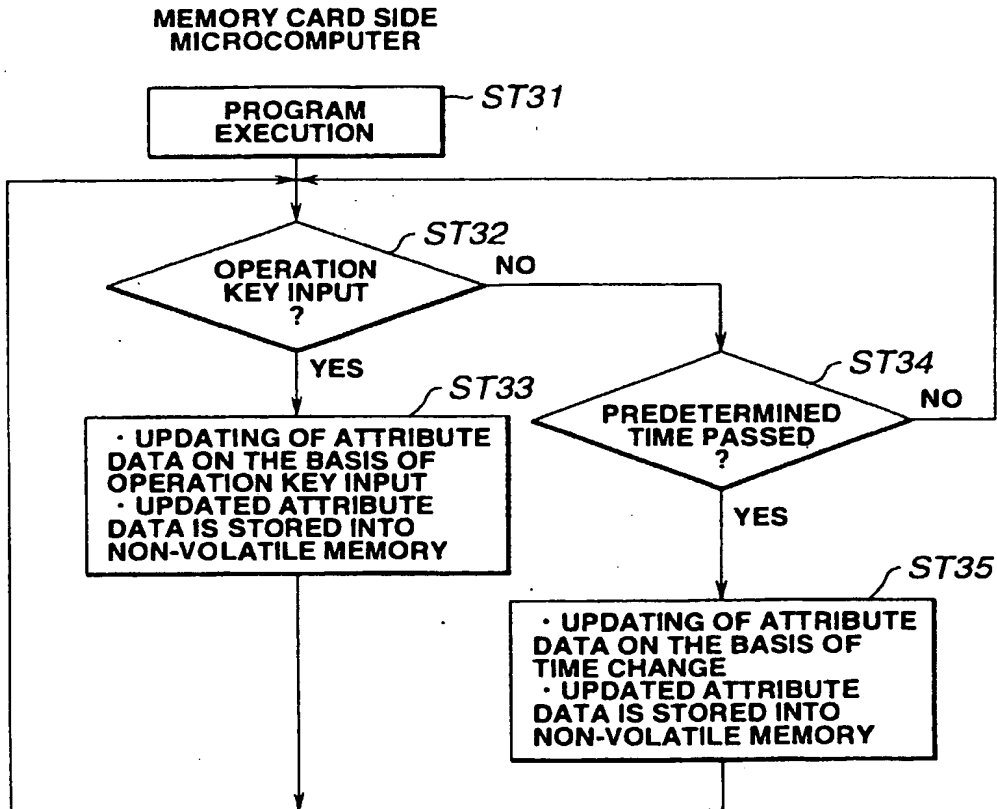 MEMORY CARD SIDE
MICROCOMPUTER
ST31
PROGRAM
EXECUTION
ST32
OPERATION
KEY INPUT
?
NO
YES
ST33
· UPDATING OF ATTRIBUTE
DATA ON THE BASIS OF
OPERATION KEY INPUT
· UPDATED ATTRIBUTE
DATA IS STORED INTO
NON-VOLATILE MEMORY
ST34
PREDETERMINED
TIME PASSED
?
NO
YES
ST35
· UPDATING OF ATTRIBUTE
DATA ON THE BASIS OF
TIME CHANGE
· UPDATED ATTRIBUTE
DATA IS STORED INTO
NON-VOLATILE MEMORY